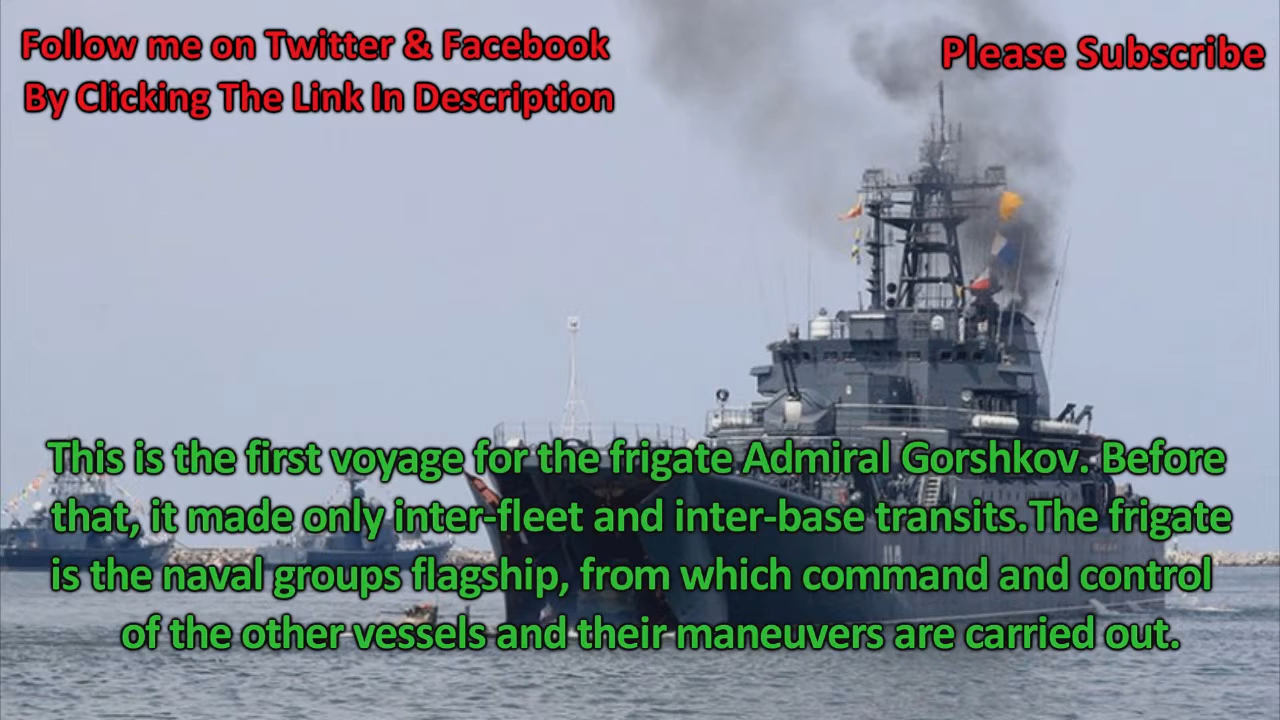 Follow me on Twitter & Facebook
By Clicking The Link In Description
Please Subscribe
This is the first voyage for the frigate Admiral Gorshkov. Before
that, it made only inter-fleet and inter-base transits.The frigate
is the naval groups flagship, from which command and control
of the other vessels and their maneuvers are carried out.